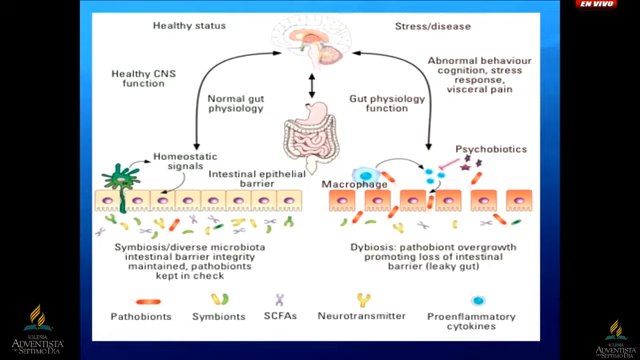 EN VIVO
Healthy status
Stress/disease
Healthy CNS
function
Abnormal behaviour
cognition, stress
response,
visceral pain
Normal gut
physiology
Gut physiology
function
Homeostatic
signals
Intestinal epithelial
barrier
Macrophage
Psychobiotics
Symbiosis/diverse microbiota
intestinal barrier integrity
maintained, pathobionts
kept in check
Dybiosis: pathobiont overgrowth
promoting loss of intestinal
barrier (leaky gut)
Pathobionts
Symbionts
SCFAs
Neurotransmitter
Proenflammatory
cytokines
IGLESIA
ADVENTISTA
DEL
SÉPTIMO DÍA
IGLESIA
ADVENTISTA
DEL
SÉPTIMO DÍA